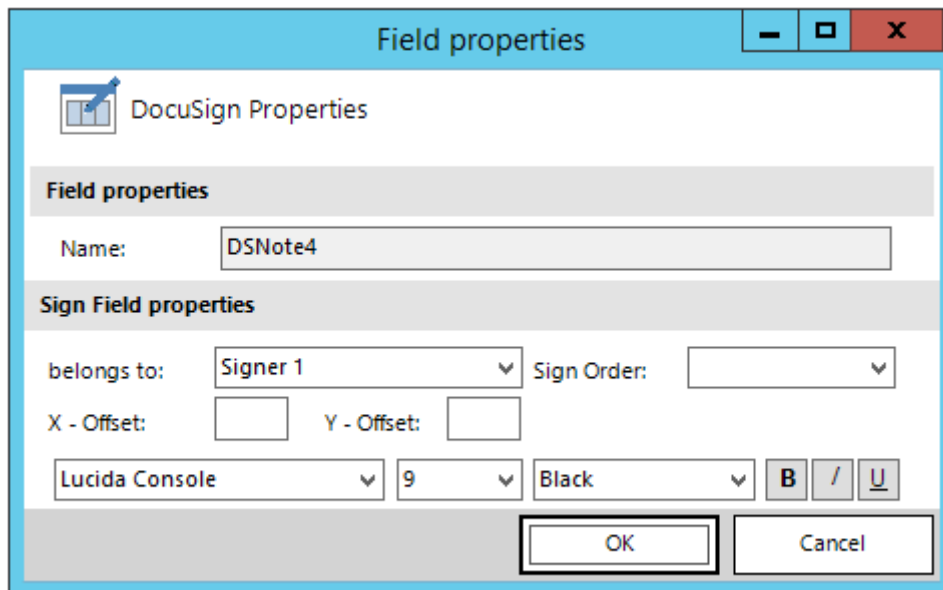 Field properties
DocuSign Properties
Field properties
Name: DSNote4
Sign Field properties
belongs to: Signer 1 Sign Order:
X - Offset: Y - Offset:
Lucida Console 9 Black B I U
OK Cancel